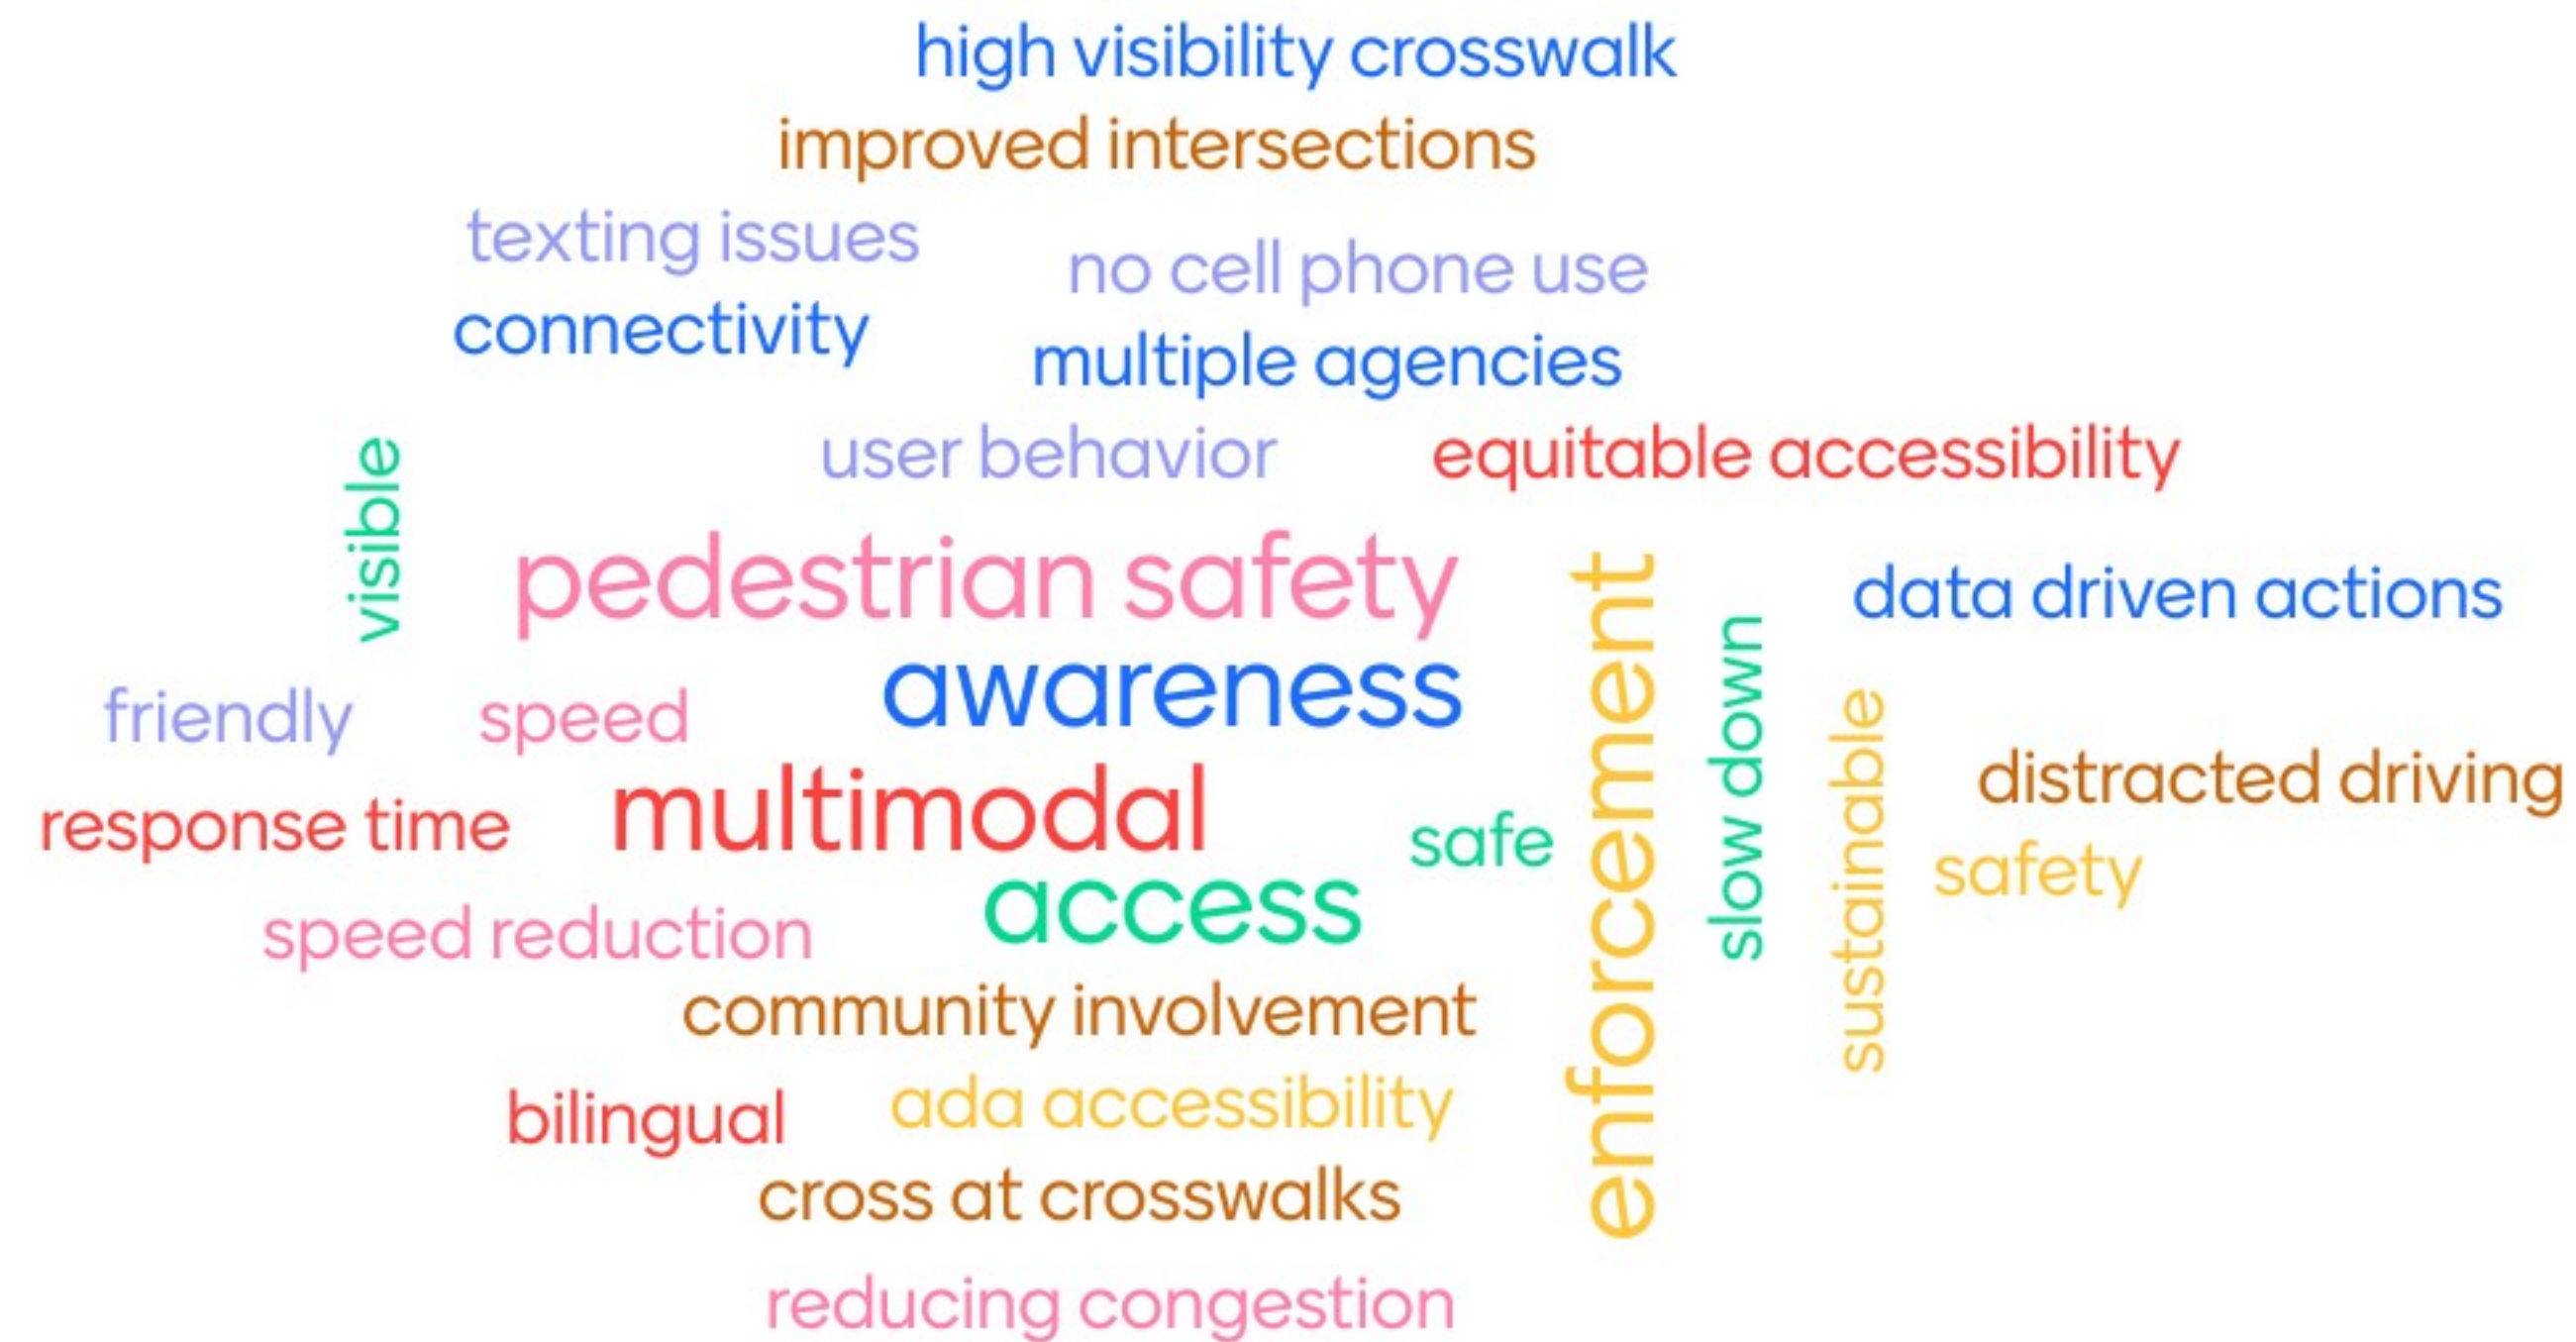 high visibility crosswalk
improved intersections
texting issues
no cell phone use
connectivity
multiple agencies
visible
user behavior
equitable accessibility
pedestrian safety
enforcement
data driven actions
slow down
awareness
friendly
speed
sustainable
distracted driving
multimodal
response time
safe
safety
access
speed reduction
community involvement
bilingual
ada accessibility
cross at crosswalks
reducing congestion